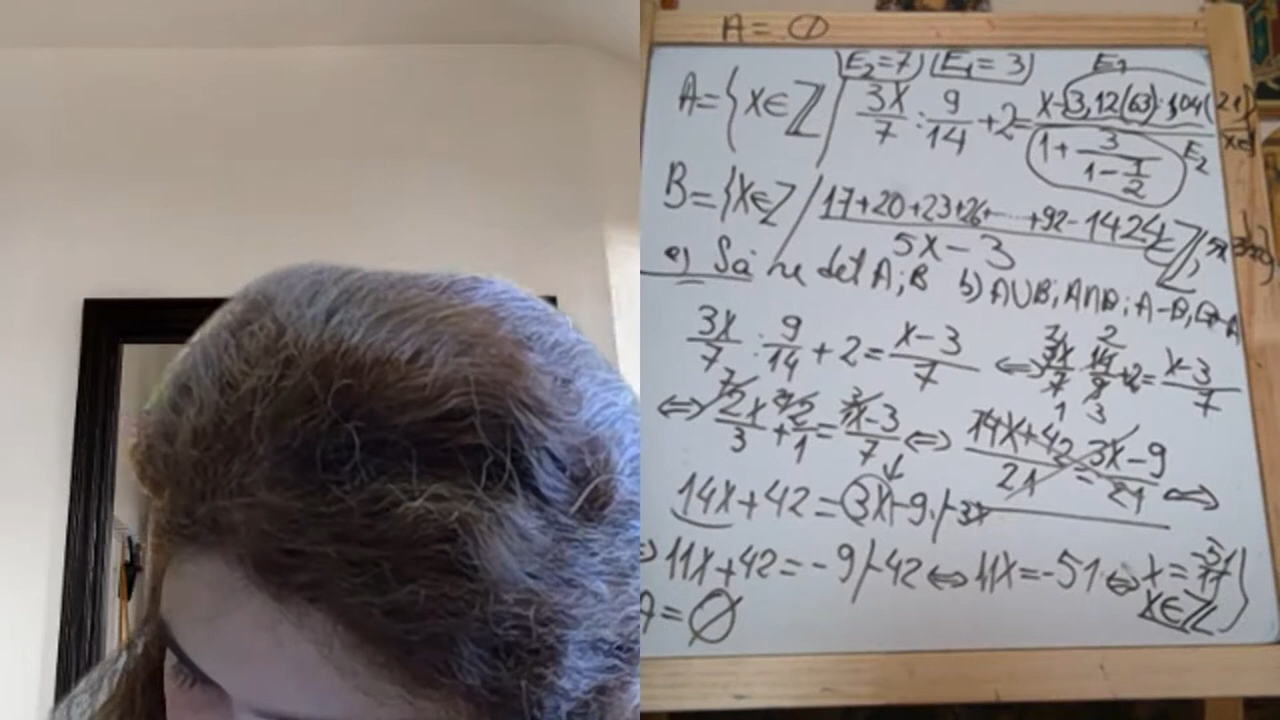 A = ∅
E₂ = 7 E₁ = 3 E₁
A = {x ∈ ℤ / 3x/7 : 9/14 + 2 = x - 3,12(63) : 1,04(21) / 1 + 3/(1 - 1/2) E₂
B = {x ∈ ℤ / 17+20+23+26+...+92-1424 / 5x-3 ∈ ℤ,
a) Să se det A; B b) A∪B; A∩B; A-B; B-A
3x/7 : 9/14 + 2 = x-3/7 ⇔ 3x/7 · 14/9 + 2 = x-3/7
⇔ 2x/3 + 2/1 = x-3/7 ⇔ 14x+42/21 = 3x-9/21 ⇔
14x+42 = 3x-9 /-3x
⇔ 11x+42 = -9 /-42 ⇔ 11x = -51 ⇔ x = -51/11
x ∈ ℤ
A = ∅